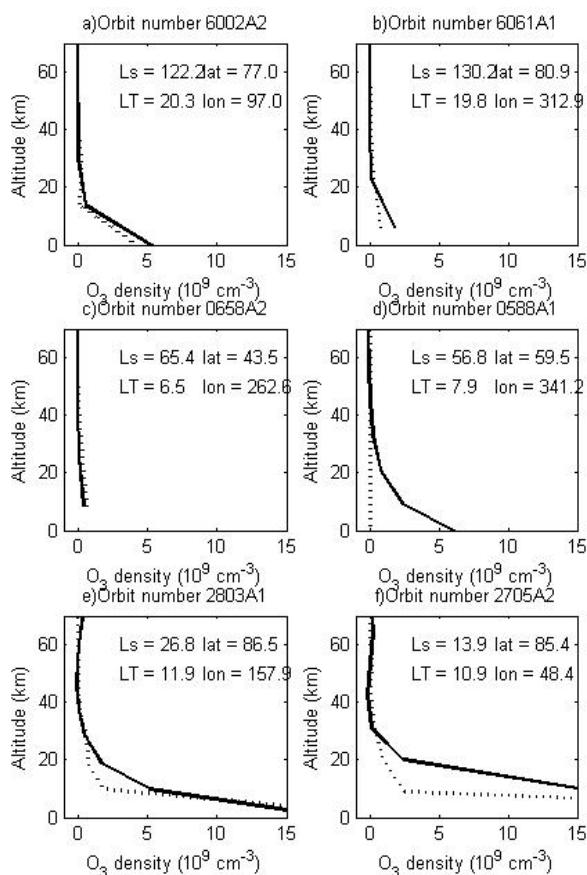 a)Orbit number 6002A2
Ls = 122.2 lat = 77.0
LT = 20.3 lon = 97.0
Altitude (km)
60
40
20
0
0 5 10 15
O3 density (10^9 cm^-3)
b)Orbit number 6061A1
Ls = 130.2 lat = 80.9
LT = 19.8 lon = 312.9
Altitude (km)
60
40
20
0
0 5 10 15
O3 density (10^9 cm^-3)
c)Orbit number 0658A2
Ls = 65.4 lat = 43.5
LT = 6.5 lon = 262.6
Altitude (km)
60
40
20
0
0 5 10 15
O3 density (10^9 cm^-3)
d)Orbit number 0588A1
Ls = 56.8 lat = 59.5
LT = 7.9 lon = 341.2
Altitude (km)
60
40
20
0
0 5 10 15
O3 density (10^9 cm^-3)
e)Orbit number 2803A1
Ls = 26.8 lat = 86.5
LT = 11.9 lon = 157.9
Altitude (km)
60
40
20
0
0 5 10 15
O3 density (10^9 cm^-3)
f)Orbit number 2705A2
Ls = 13.9 lat = 85.4
LT = 10.9 lon = 48.4
Altitude (km)
60
40
20
0
0 5 10 15
O3 density (10^9 cm^-3)